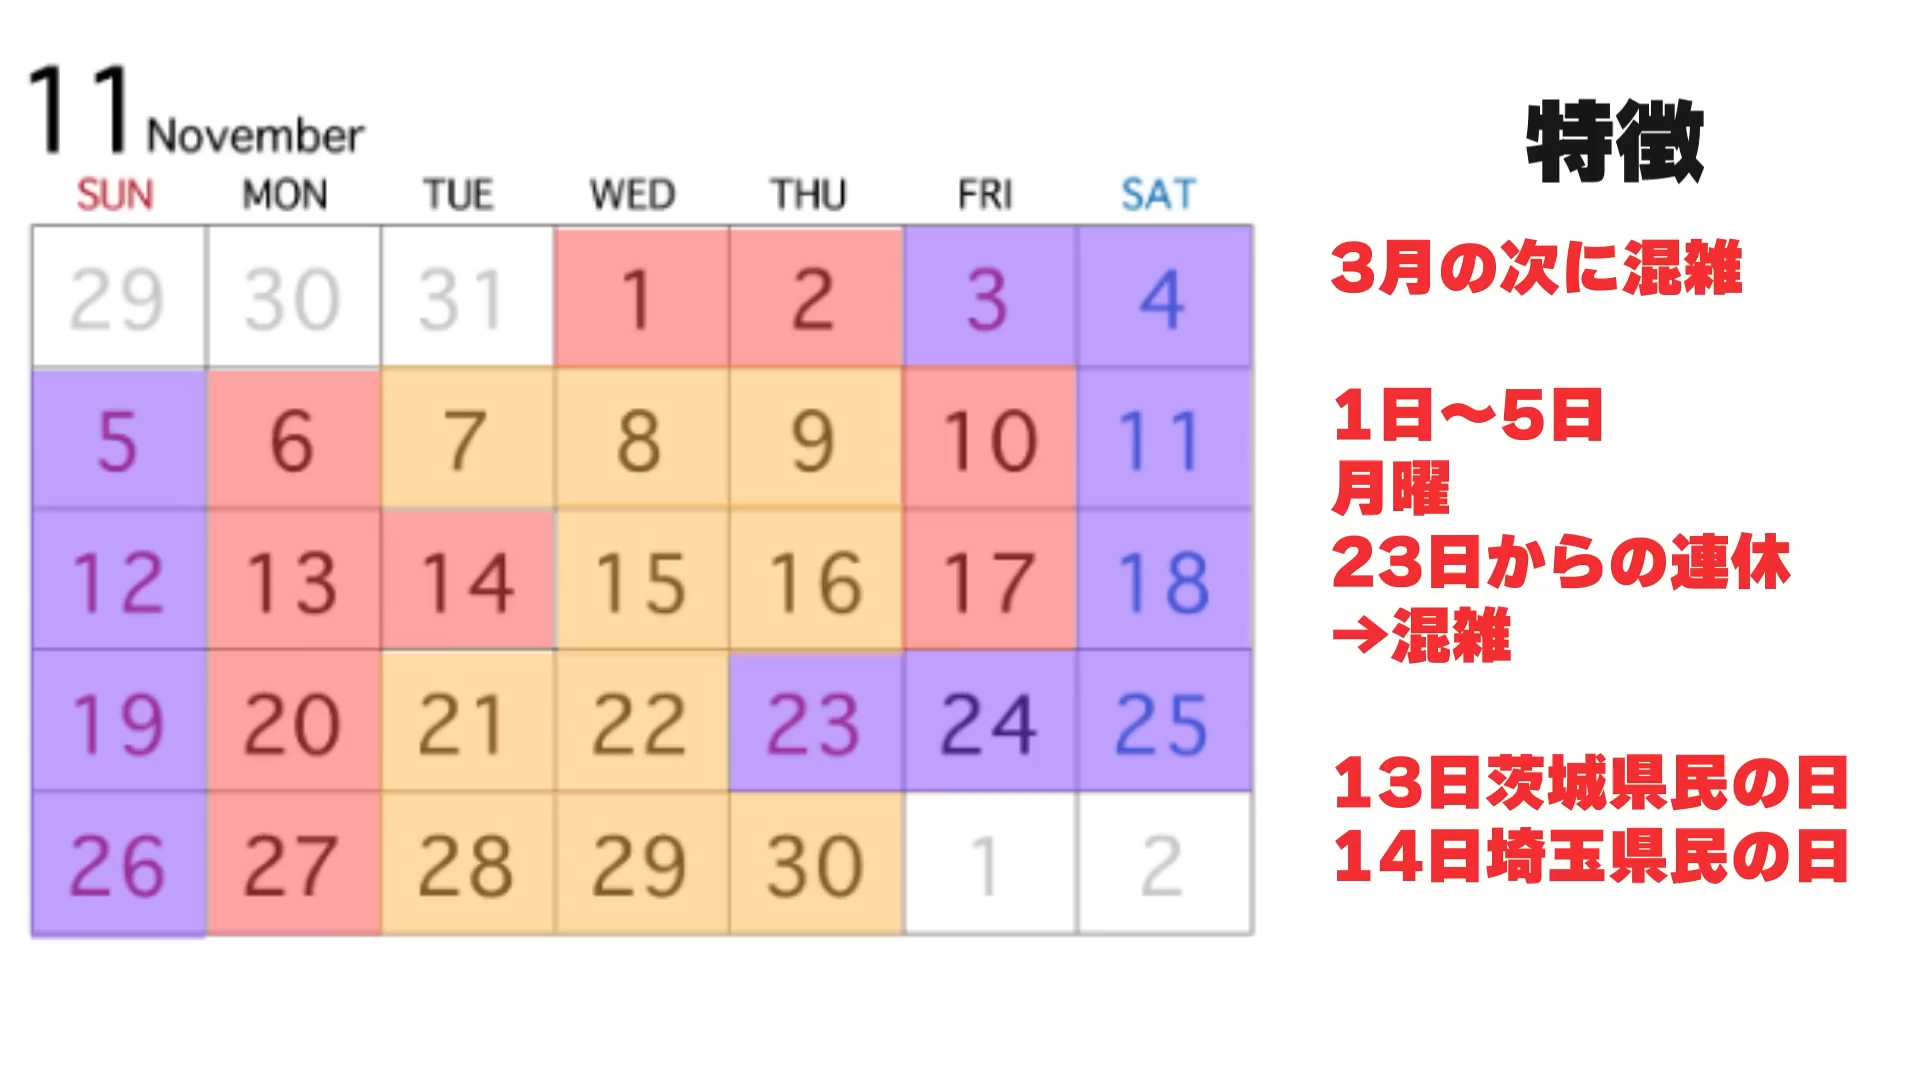 11 November
SUN MON TUE WED THU FRI SAT
29 30 31 1 2 3 4
5 6 7 8 9 10 11
12 13 14 15 16 17 18
19 20 21 22 23 24 25
26 27 28 29 30 1 2
特徴
3月の次に混雑
1日〜5日
月曜
23日からの連休
→混雑
13日茨城県民の日
14日埼玉県民の日